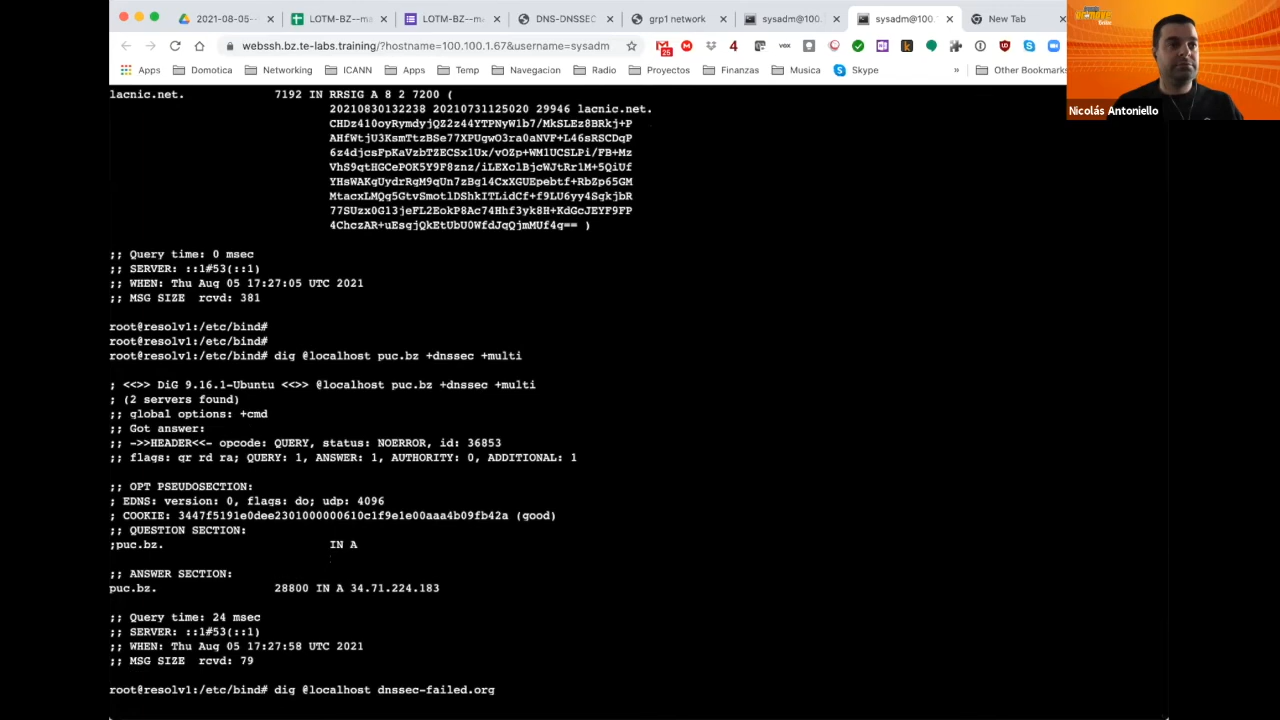 2021-08-05-
LOTM-BZ--ma
LOTM-BZ--ma
DNS-DNSSEC
grp1 network
sysadm@100.
sysadm@100.
New Tab
webssh.bz.te-labs.training/?hostname=100.100.1.67&username=sysadm
Apps
Domotica
Networking
ICANN
Apps
Temp
Navegacion
Radio
Proyectos
Finanzas
Musica
Skype
»
Other Bookmarks
Nicolás Antoniello
lacnic.net. 7192 IN RRSIG A 8 2 7200 (
20210830132238 20210731125020 29946 lacnic.net.
;; Query time: 0 msec
;; SERVER: ::1#53(::1)
;; WHEN: Thu Aug 05 17:27:05 UTC 2021
;; MSG SIZE rcvd: 381
root@resolv1:/etc/bind#
root@resolv1:/etc/bind#
root@resolv1:/etc/bind# dig @localhost puc.bz +dnssec +multi
; <<>> DiG 9.16.1-Ubuntu <<>> @localhost puc.bz +dnssec +multi
; (2 servers found)
;; global options: +cmd
;; Got answer:
;; ->>HEADER<<- opcode: QUERY, status: NOERROR, id: 36853
;; flags: qr rd ra; QUERY: 1, ANSWER: 1, AUTHORITY: 0, ADDITIONAL: 1
;; OPT PSEUDOSECTION:
; EDNS: version: 0, flags: do; udp: 4096
; COOKIE: 3447f5191e0dee2301000000610c1f9e1e00aaa4b09fb42a (good)
;; QUESTION SECTION:
;puc.bz. IN A
;; ANSWER SECTION:
puc.bz. 28800 IN A 34.71.224.183
;; Query time: 24 msec
;; SERVER: ::1#53(::1)
;; WHEN: Thu Aug 05 17:27:58 UTC 2021
;; MSG SIZE rcvd: 79
root@resolv1:/etc/bind# dig @localhost dnssec-failed.org